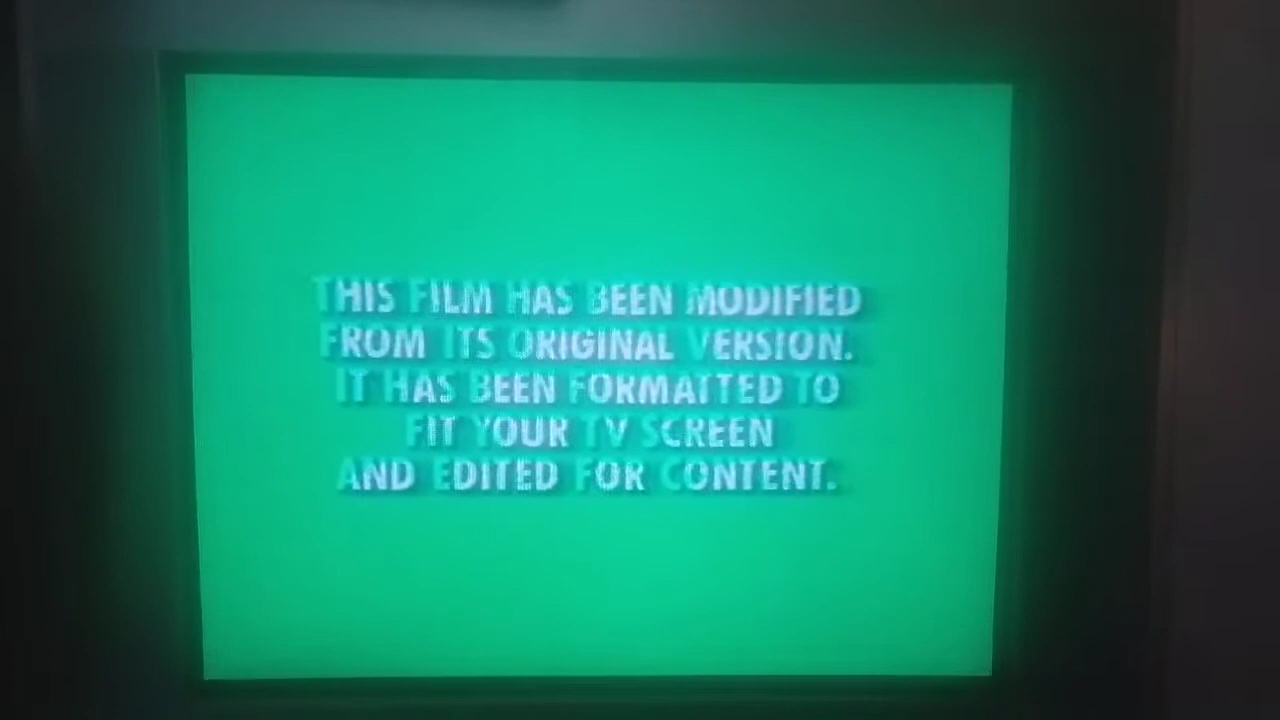 THIS FILM HAS BEEN MODIFIED
FROM ITS ORIGINAL VERSION.
IT HAS BEEN FORMATTED TO
FIT YOUR TV SCREEN
AND EDITED FOR CONTENT.